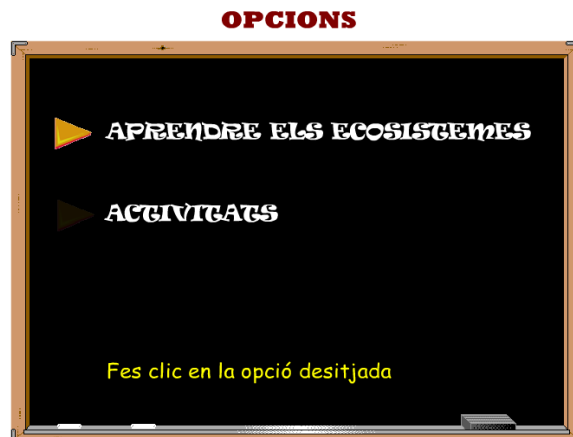 OPCIONS
APRENDRE ELS ECOSISTEMES
ACTIVITATS
Fes clic en la opció desitjada